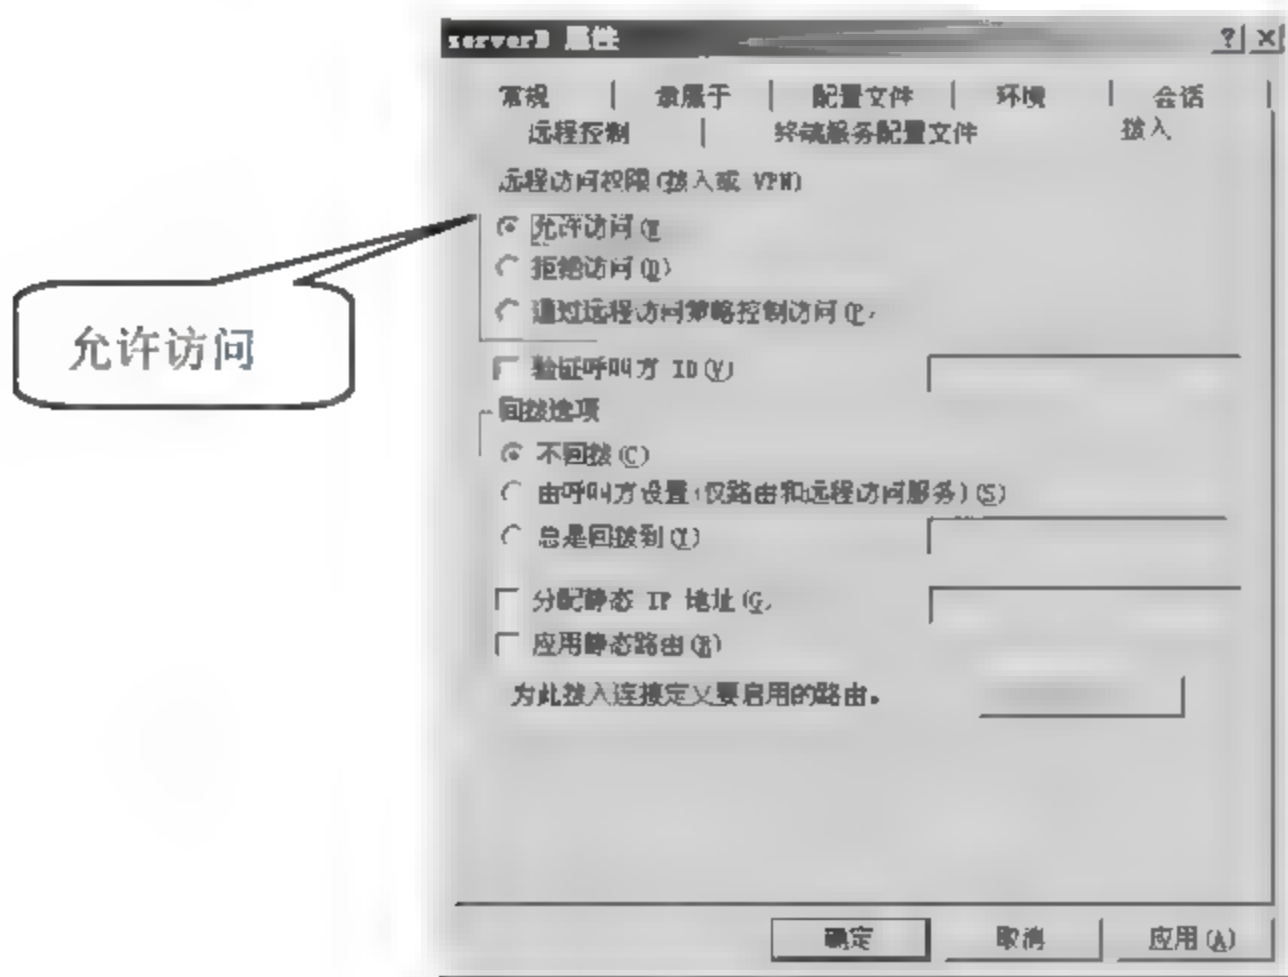 serverB 属性
常规 隶属于 配置文件 环境 会话
远程控制 终端服务配置文件 拨入
远程访问权限(拨入或 VPN)
允许访问(W
拒绝访问(D)
通过远程访问策略控制访问(P)
允许访问
验证呼叫方 ID(V)
回拨选项
不回拨(C)
由呼叫方设置(仅路由和远程访问服务)(S)
总是回拨到(Y)
分配静态 IP 地址(G)
应用静态路由(R)
为此拨入连接定义要启用的路由。
确定 取消 应用(A)